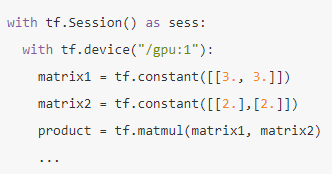 with tf.Session() as sess:
  with tf.device("/gpu:1"):
    matrix1 = tf.constant([[3., 3.]])
    matrix2 = tf.constant([[2.],[2.]])
    product = tf.matmul(matrix1, matrix2)
    ...